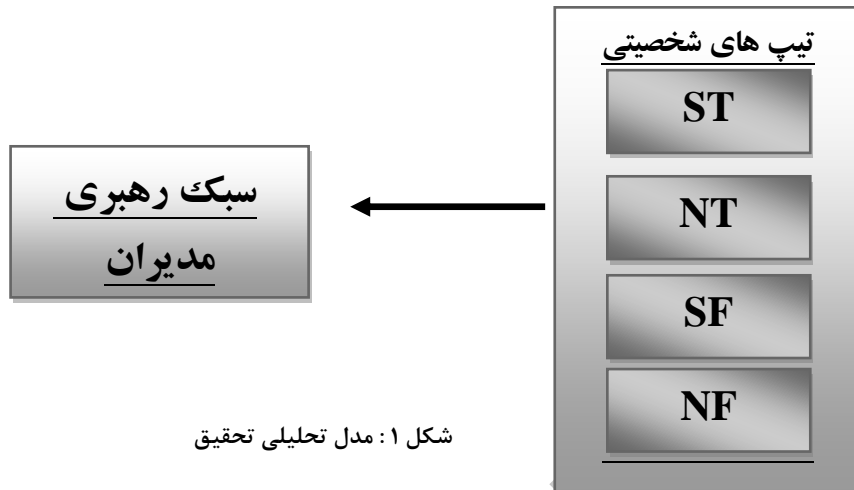 تیپ های شخصیتی
ST
NT
SF
NF
سبک رهبری
مدیران
شکل ۱: مدل تحلیلی تحقیق